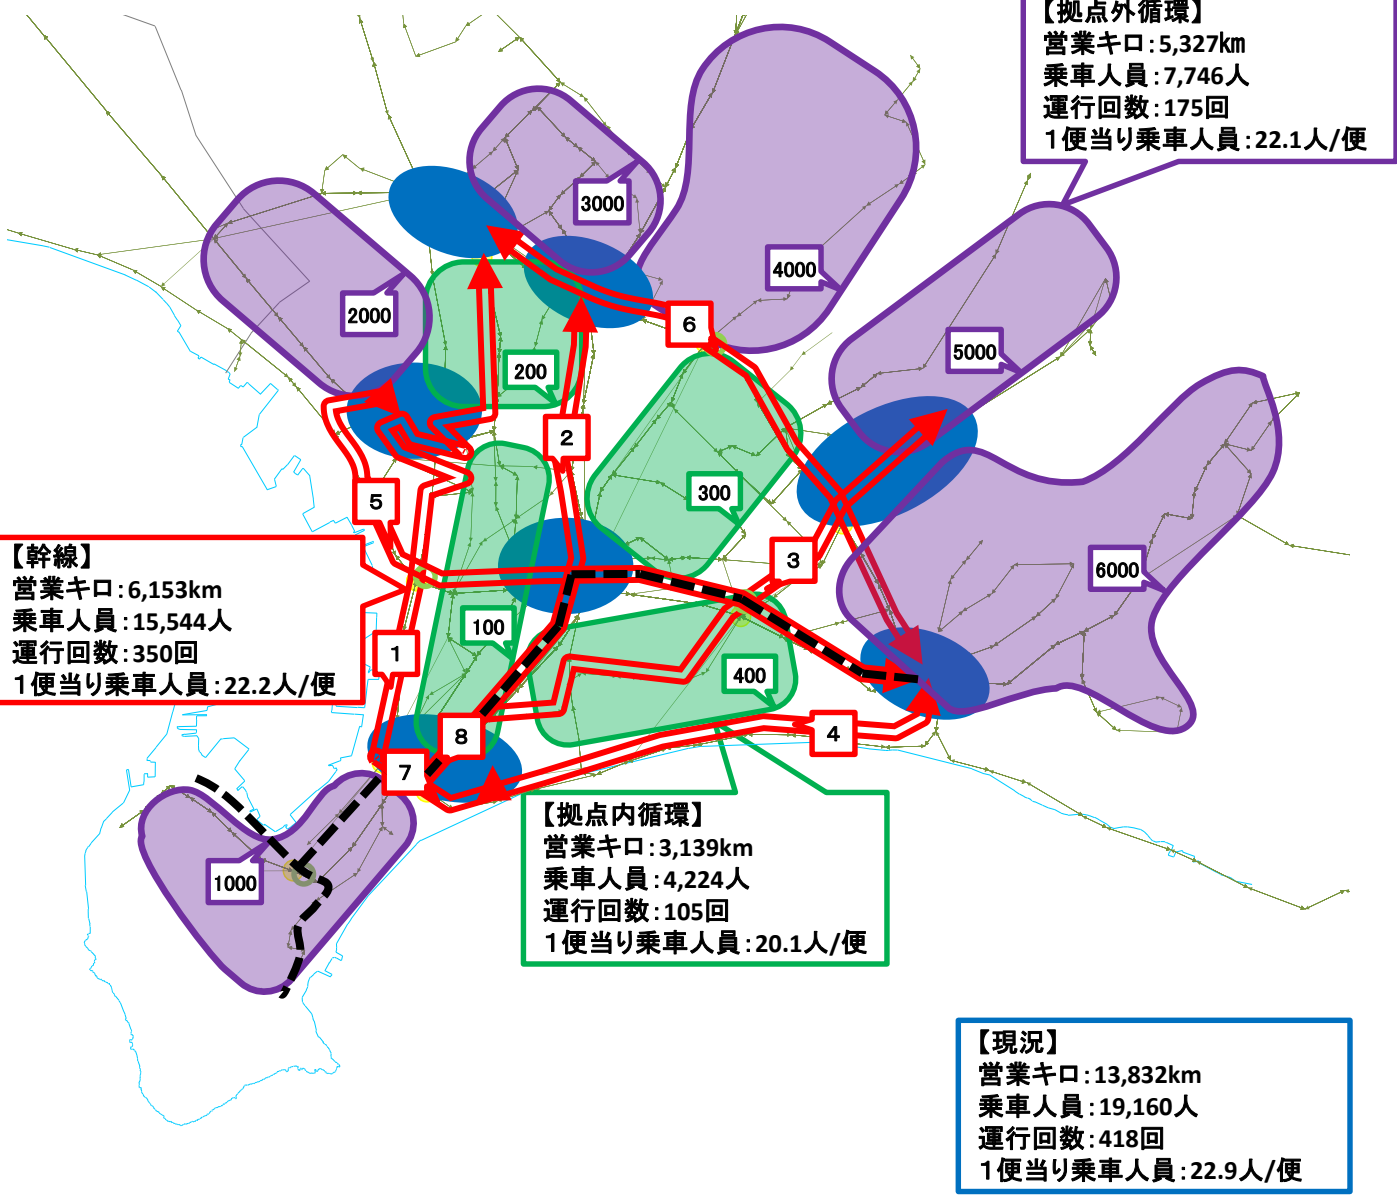 【拠点外循環】
営業キロ:5,327㎞
乗車人員:7,746人
運行回数:175回
1便当り乗車人員:22.1人/便
3000
4000
2000
6
5000
200
2
300
5
3
6000
【幹線】
営業キロ:6,153km
乗車人員:15,544人
運行回数:350回
1便当り乗車人員:22.2人/便
100
1
400
8
4
7
1000
【拠点内循環】
営業キロ:3,139km
乗車人員:4,224人
運行回数:105回
1便当り乗車人員:20.1人/便
【現況】
営業キロ:13,832km
乗車人員:19,160人
運行回数:418回
1便当り乗車人員:22.9人/便